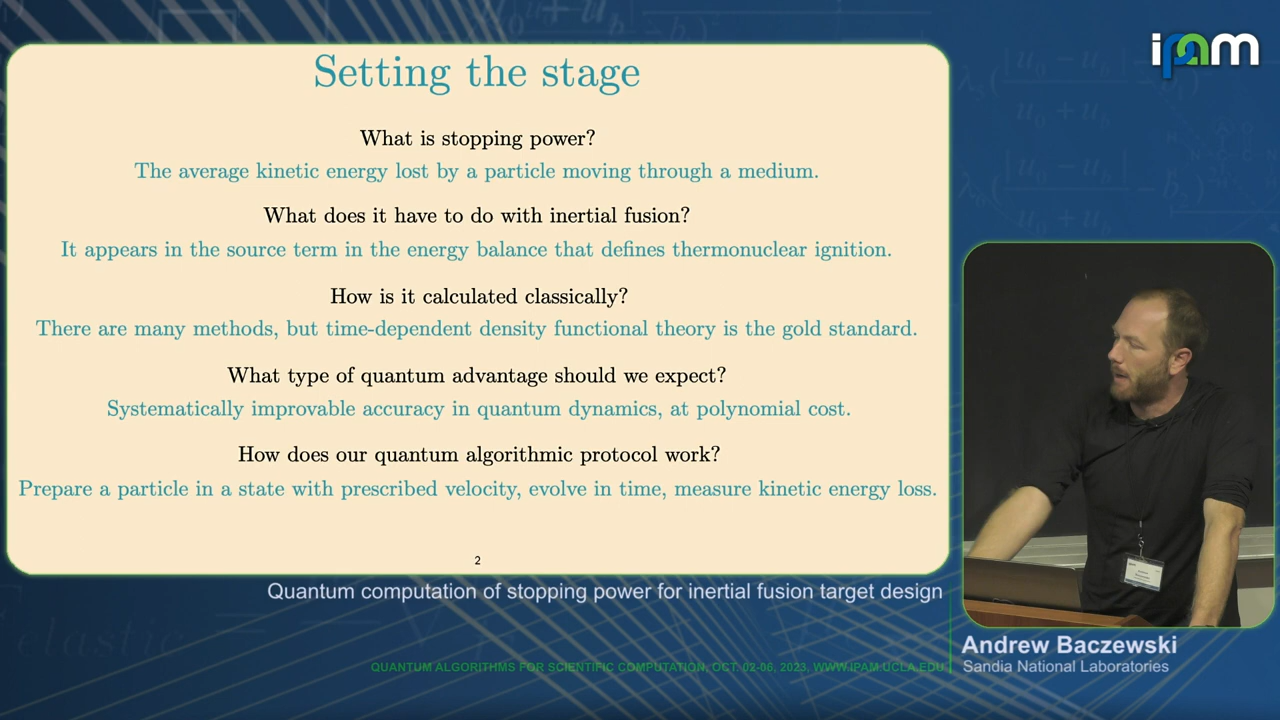 ipam
Setting the stage
What is stopping power?
The average kinetic energy lost by a particle moving through a medium.
What does it have to do with inertial fusion?
It appears in the source term in the energy balance that defines thermonuclear ignition.
How is it calculated classically?
There are many methods, but time-dependent density functional theory is the gold standard.
What type of quantum advantage should we expect?
Systematically improvable accuracy in quantum dynamics, at polynomial cost.
How does our quantum algorithmic protocol work?
Prepare a particle in a state with prescribed velocity, evolve in time, measure kinetic energy loss.
2
Quantum computation of stopping power for inertial fusion target design
Andrew Baczewski
Sandia National Laboratories
QUANTUM ALGORITHMS FOR SCIENTIFIC COMPUTATION, OCT. 02-06, 2023, WWW.IPAM.UCLA.EDU
elastic